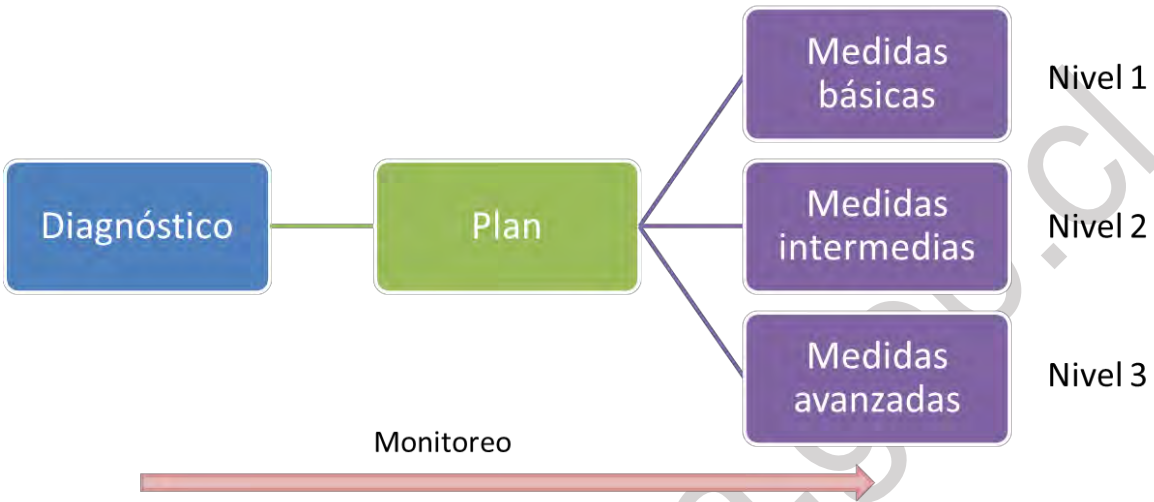 Medidas
básicas
Nivel 1
Diagnóstico
Plan
Medidas
intermedias
Nivel 2
Medidas
avanzadas
Nivel 3
Monitoreo